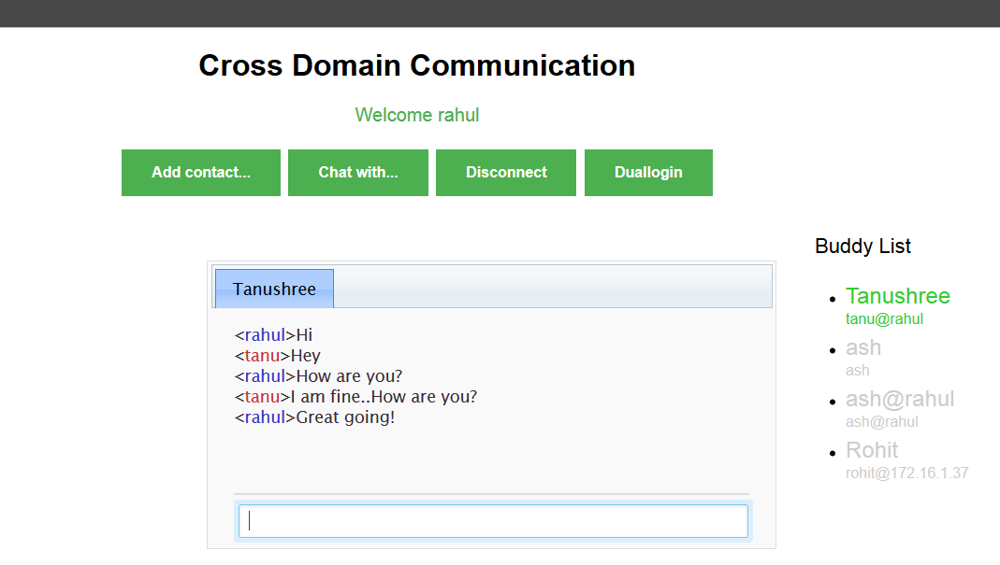 Cross Domain Communication
Welcome rahul
Add contact... Chat with... Disconnect Duallogin
Buddy List
Tanushree
tanu@rahul
ash
ash
ash@rahul
ash@rahul
Rohit
rohit@172.16.1.37
Tanushree
<rahul>Hi
<tanu>Hey
<rahul>How are you?
<tanu>I am fine..How are you?
<rahul>Great going!